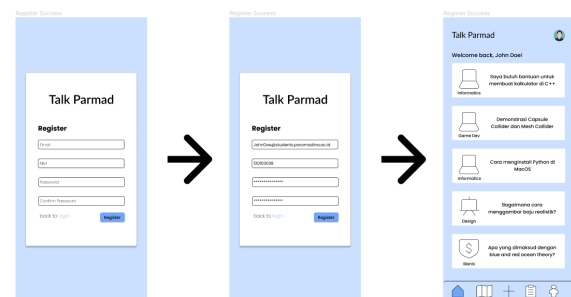 Register Success
Talk Parmad
Register
Email
NIM
Password
Confirm Password
back to login
Register
Register Success
Talk Parmad
Register
JohnDoe@students.paramadina.ac.id
***************
***************
back to login
Register
Register Success
Talk Parmad
Welcome back, John Doe!
Informatics
Saya butuh bantuan untuk
membuat kalkulator di C++
Game Dev
Demonstrasi Capsule
Collider dan Mesh Collider
Informatics
Cara menginstall Python di
MacOS
Design
Bagaimana cara
menggambar baju realistik?
$
Bisnis
Apa yang dimaksud dengan
blue and red ocean theory?